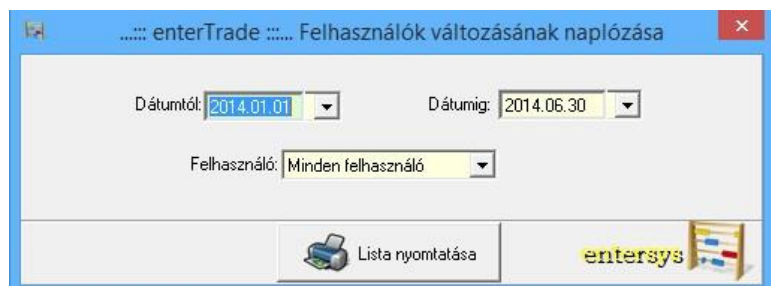 ...::: enterTrade :::... Felhasználók változásának naplózása
Dátumtól: 2014.01.01 Dátumig: 2014.06.30
Felhasználó: Minden felhasználó
Lista nyomtatása entersys